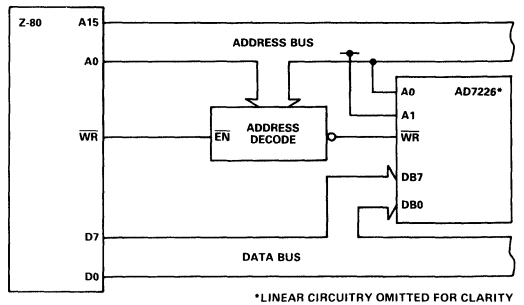 Z-80
A15
ADDRESS BUS
A0
A0
AD7226*
A1
WR
EN
ADDRESS
DECODE
WR
DB7
DB0
D7
DATA BUS
D0
*LINEAR CIRCUITRY OMITTED FOR CLARITY